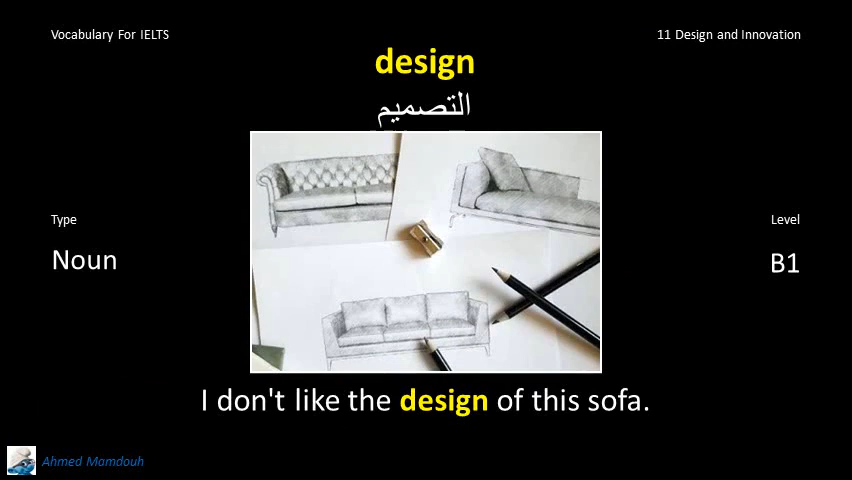 Vocabulary For IELTS
11 Design and Innovation
design
التصميم
Type
Level
Noun
B1
I don't like the design of this sofa.
Ahmed Mamdouh